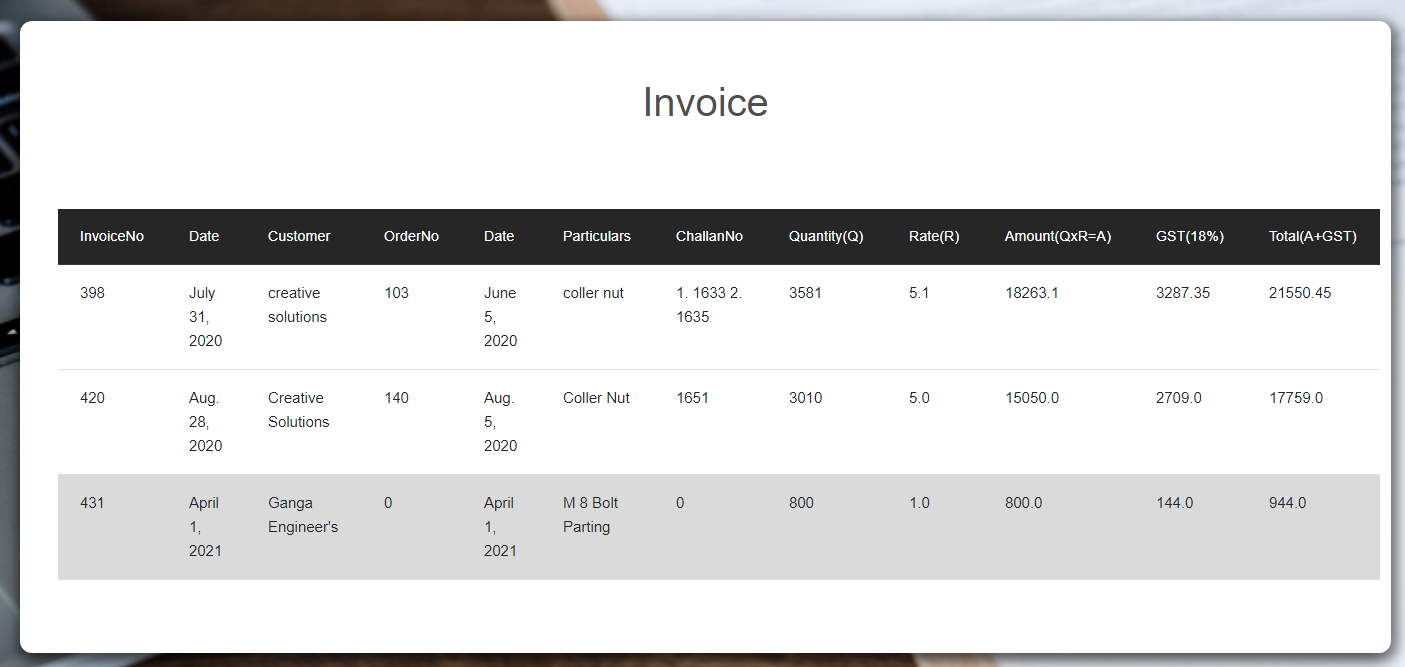 Invoice
InvoiceNo Date Customer OrderNo Date Particulars ChallanNo Quantity(Q) Rate(R) Amount(QxR=A) GST(18%) Total(A+GST)
398 July creative 103 June coller nut 1. 1633 2. 3581 5.1 18263.1 3287.35 21550.45
31, solutions 5, 1635
2020 2020
420 Aug. Creative 140 Aug. Coller Nut 1651 3010 5.0 15050.0 2709.0 17759.0
28, Solutions 5,
2020 2020
431 April Ganga 0 April M 8 Bolt 0 800 1.0 800.0 144.0 944.0
1, Engineer's 1, Parting
2021 2021